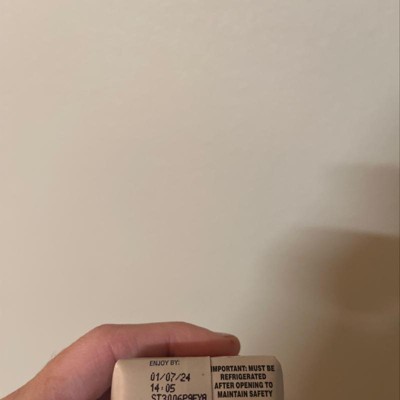 ENJOY BY:
01/07/24
14:05
IMPORTANT: MUST BE
REFRIGERATED
AFTER OPENING TO
MAINTAIN SAFETY